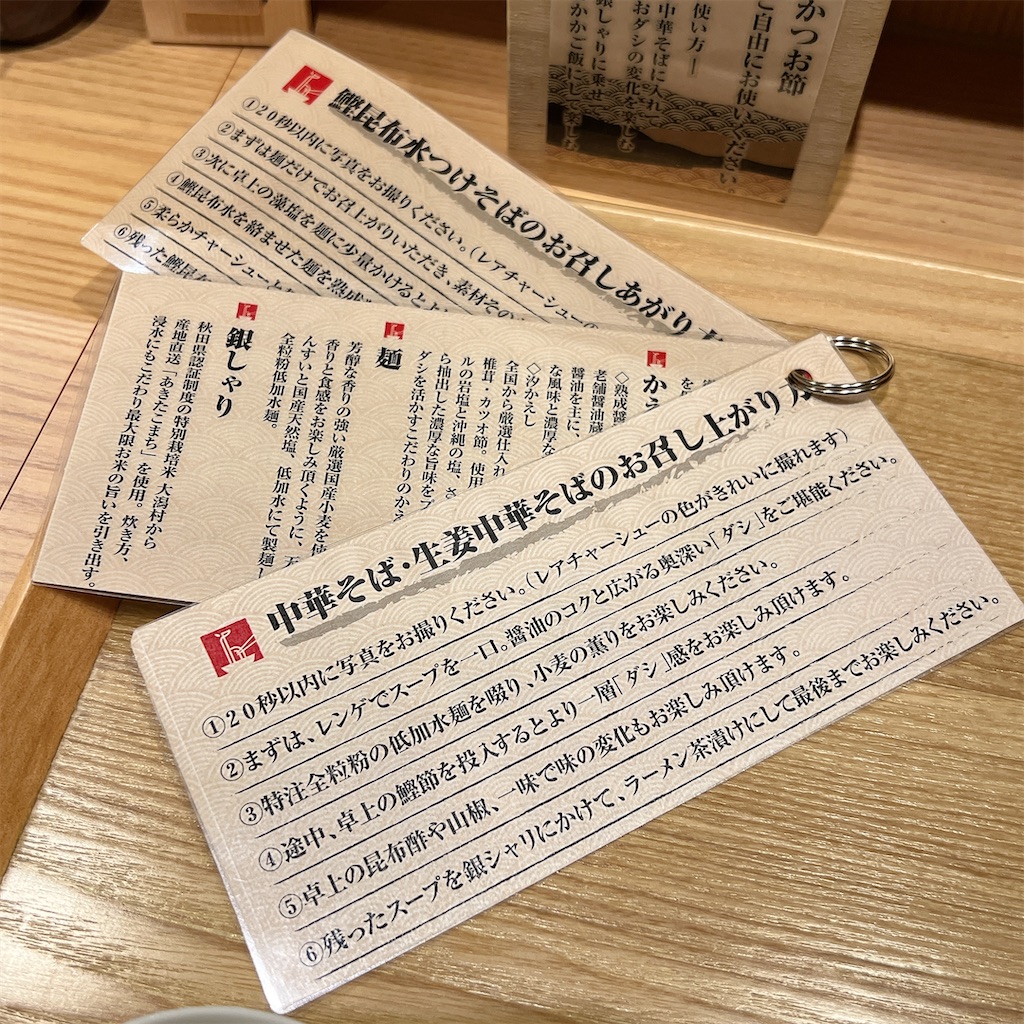 かつお節
ご自由にお使いください。
使い方ー
中華そばに入れて
おダシの変化を楽しむ
銀しゃりに乗せて
おかかご飯にして楽しむ
鰹昆布水つけそばのお召しあがり方
①20秒以内に写真をお撮りください。(レアチャーシューの
②まずは麺だけでお召上がりいただき、素材その
③次に卓上の藻塩を麺に少量かけるとより
④鰹昆布水を絡ませた麺を熟成
⑤柔らかチャーシュー
⑥残った鰹昆布
かえ
◇熟成醤
老舗醤油蔵
醤油を主に、
な風味と濃厚な
◇汐かえし
全国から厳選仕入れ
椎茸・カツオ節。使用
ルの岩塩と沖縄の塩、さ
ら抽出した濃厚な旨味をブ
ダシを活かすこだわりのかえ
麺
芳醇な香りの強い厳選国産小麦を使
香りと食感をお楽しみ頂くように、天
んすいと国産天然塩、低加水にて製麺し
全粒粉低加水麺。
銀しゃり
秋田県認証制度の特別栽培米 大潟村から
産地直送「あきたこまち」を使用。炊き方、
浸水にもこだわり最大限お米の旨いを引き出す。
中華そば・生姜中華そばのお召し上がり方
①20秒以内に写真をお撮りください。(レアチャーシューの色がきれいに撮れます)
②まずは、レンゲでスープを一口。醤油のコクと広がる奥深い「ダシ」をご堪能ください。
③特注全粒粉の低加水麺を啜り、小麦の薫りをお楽しみください。
④途中、卓上の鰹節を投入するとより一層「ダシ」感をお楽しみ頂けます。
⑤卓上の昆布酢や山椒、一味で味の変化もお楽しみ頂けます。
⑥残ったスープを銀シャリにかけて、ラーメン茶漬けにして最後までお楽しみください。